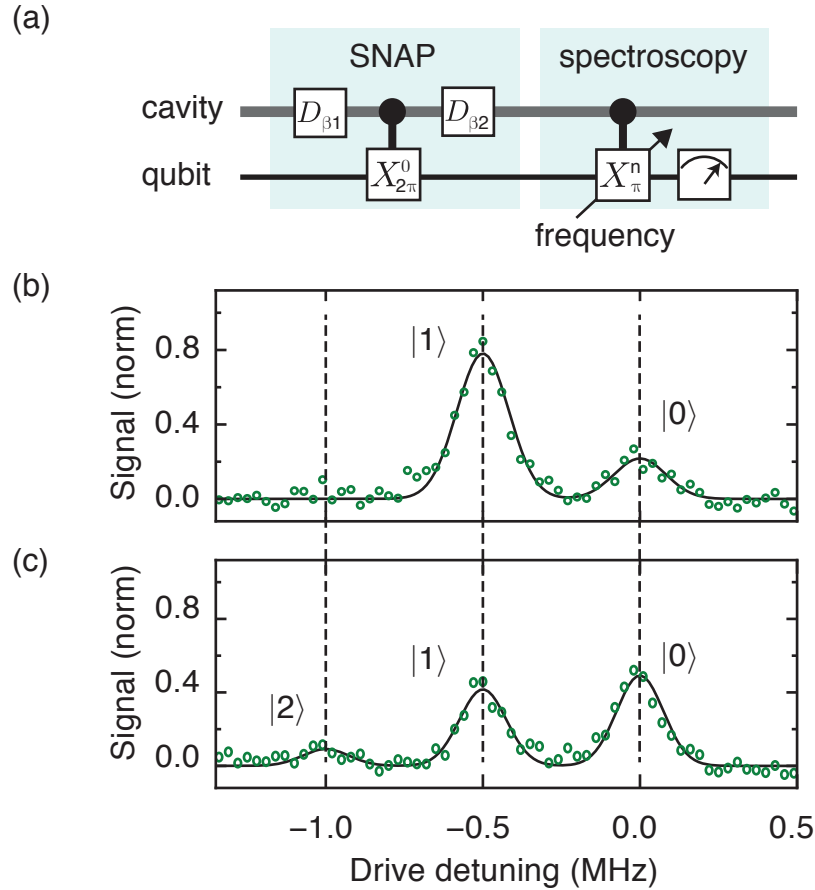 (a)
SNAP spectroscopy
cavity D_β1 D_β2
qubit X^0_2π X^n_π
frequency
(b)
Signal (norm)
0.8
0.4
0.0
|1⟩
|0⟩
(c)
Signal (norm)
0.8
0.4
0.0
|2⟩
|1⟩
|0⟩
−1.0 −0.5 0.0 0.5
Drive detuning (MHz)